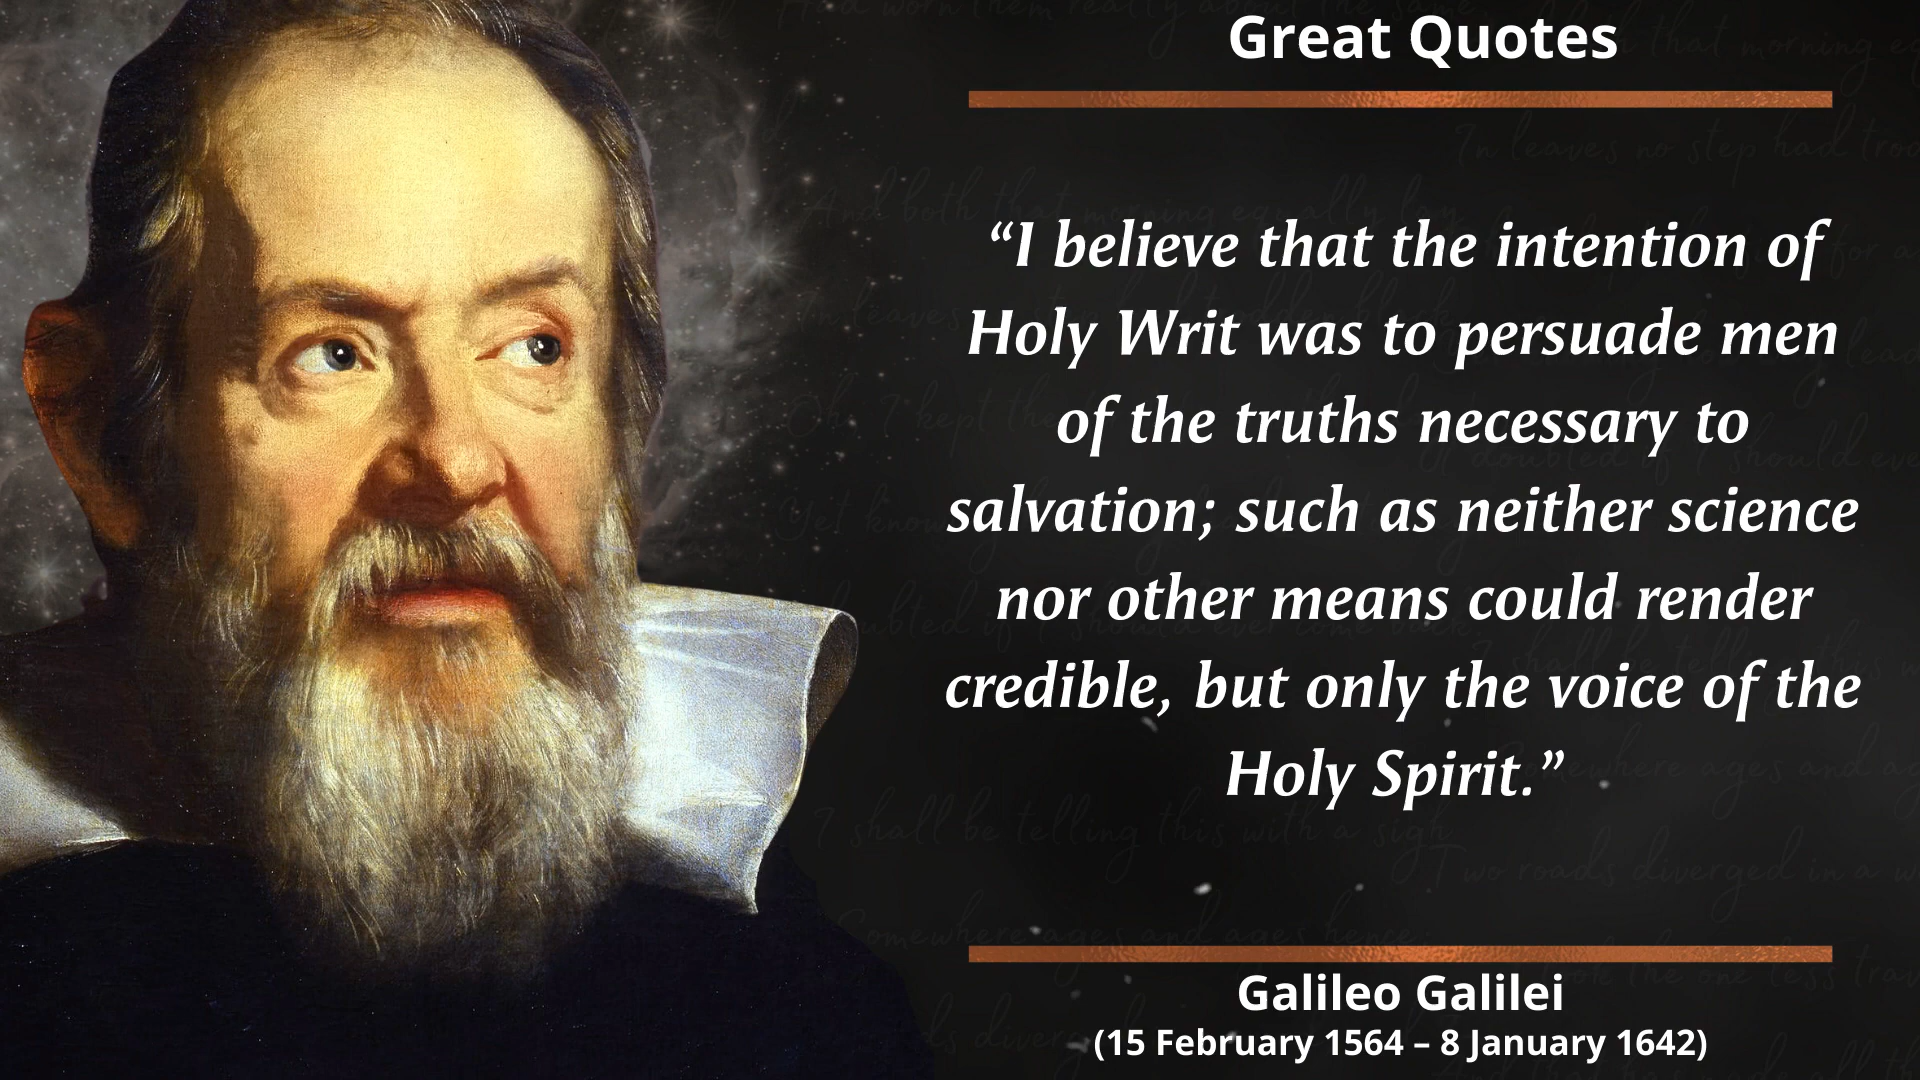 Great Quotes
“I believe that the intention of
Holy Writ was to persuade men
of the truths necessary to
salvation; such as neither science
nor other means could render
credible, but only the voice of the
Holy Spirit.”
Galileo Galilei
(15 February 1564 – 8 January 1642)